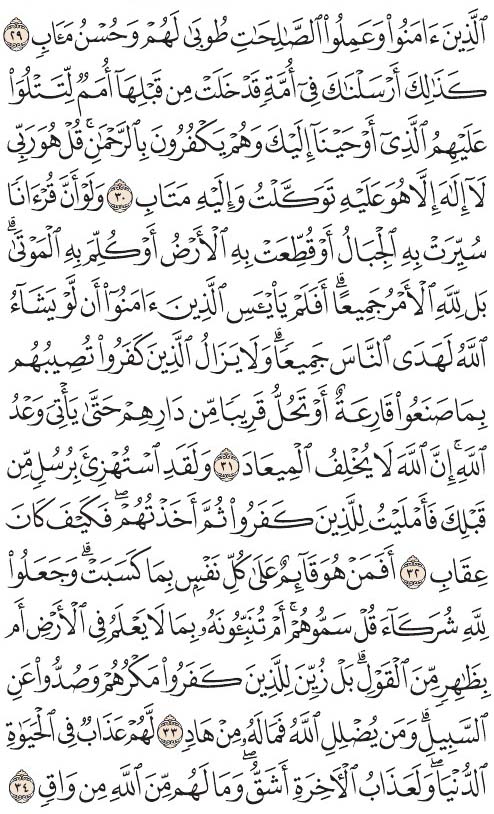 ٱلَّذِينَ ءَامَنُوا۟ وَعَمِلُوا۟ ٱلصَّـٰلِحَـٰتِ طُوبَىٰ لَهُمْ وَحُسْنُ مَـَٔابٍ ٢٩
كَذَٰلِكَ أَرْسَلْنَـٰكَ فِىٓ أُمَّةٍ قَدْ خَلَتْ مِن قَبْلِهَآ أُمَمٌ لِّتَتْلُوَا۟
عَلَيْهِمُ ٱلَّذِىٓ أَوْحَيْنَآ إِلَيْكَ وَهُمْ يَكْفُرُونَ بِٱلرَّحْمَـٰنِ ۚ قُلْ هُوَ رَبِّى
لَآ إِلَـٰهَ إِلَّا هُوَ عَلَيْهِ تَوَكَّلْتُ وَإِلَيْهِ مَتَابِ ٣٠ وَلَوْ أَنَّ قُرْءَانًا
سُيِّرَتْ بِهِ ٱلْجِبَالُ أَوْ قُطِّعَتْ بِهِ ٱلْأَرْضُ أَوْ كُلِّمَ بِهِ ٱلْمَوْتَىٰ ۗ
بَل لِّلَّهِ ٱلْأَمْرُ جَمِيعًا ۗ أَفَلَمْ يَا۟يْـَٔسِ ٱلَّذِينَ ءَامَنُوٓا۟ أَن لَّوْ يَشَآءُ
ٱللَّهُ لَهَدَى ٱلنَّاسَ جَمِيعًا ۗ وَلَا يَزَالُ ٱلَّذِينَ كَفَرُوا۟ تُصِيبُهُم
بِمَا صَنَعُوا۟ قَارِعَةٌ أَوْ تَحُلُّ قَرِيبًا مِّن دَارِهِمْ حَتَّىٰ يَأْتِىَ وَعْدُ
ٱللَّهِ ۚ إِنَّ ٱللَّهَ لَا يُخْلِفُ ٱلْمِيعَادَ ٣١ وَلَقَدِ ٱسْتُهْزِئَ بِرُسُلٍ مِّن
قَبْلِكَ فَأَمْلَيْتُ لِلَّذِينَ كَفَرُوا۟ ثُمَّ أَخَذْتُهُمْ ۖ فَكَيْفَ كَانَ
عِقَابِ ٣٢ أَفَمَنْ هُوَ قَآئِمٌ عَلَىٰ كُلِّ نَفْسٍۭ بِمَا كَسَبَتْ ۗ وَجَعَلُوا۟
لِلَّهِ شُرَكَآءَ قُلْ سَمُّوهُمْ ۚ أَمْ تُنَبِّـُٔونَهُۥ بِمَا لَا يَعْلَمُ فِى ٱلْأَرْضِ أَم
بِظَـٰهِرٍ مِّنَ ٱلْقَوْلِ ۗ بَلْ زُيِّنَ لِلَّذِينَ كَفَرُوا۟ مَكْرُهُمْ وَصُدُّوا۟ عَنِ
ٱلسَّبِيلِ ۗ وَمَن يُضْلِلِ ٱللَّهُ فَمَا لَهُۥ مِنْ هَادٍ ٣٣ لَّهُمْ عَذَابٌ فِى ٱلْحَيَوٰةِ
ٱلدُّنْيَا ۖ وَلَعَذَابُ ٱلْـَٔاخِرَةِ أَشَقُّ ۖ وَمَا لَهُم مِّنَ ٱللَّهِ مِن وَاقٍ ٣٤